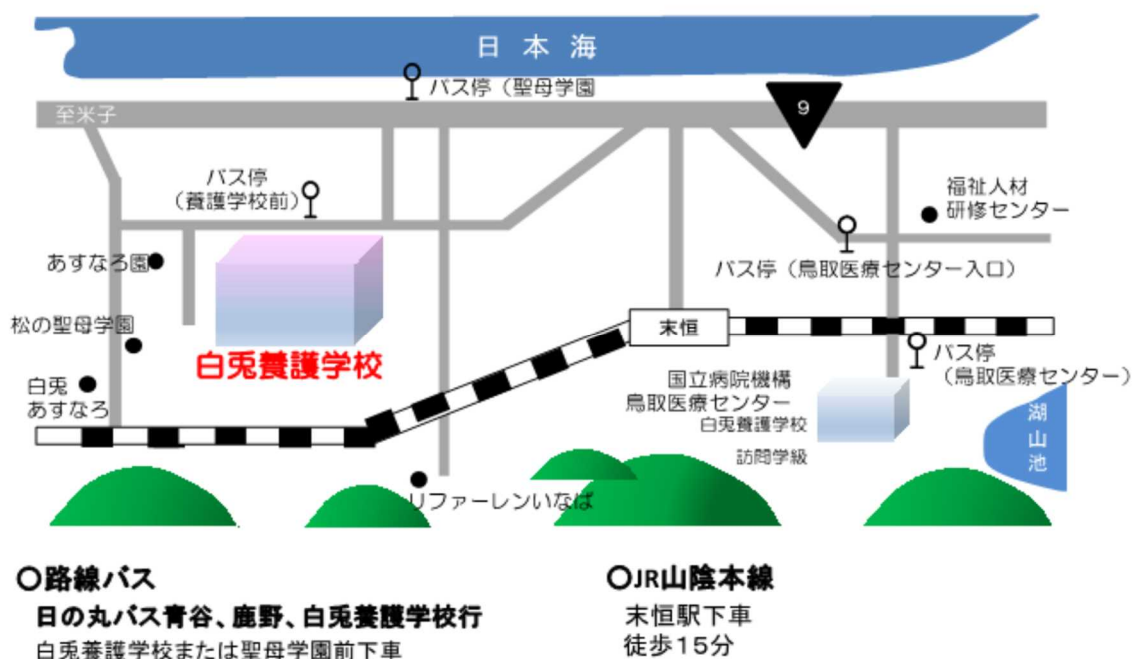 日本海
バス停（聖母学園
9
至米子
バス停
（養護学校前）
福祉人材
研修センター
あすなろ園
バス停（鳥取医療センター入口）
松の聖母学園
末恒
白兎養護学校
バス停
（鳥取医療センター）
白兎
あすなろ
国立病院機構
鳥取医療センター
白兎養護学校
訪問学級
湖山池
リファーレンいなば
〇路線バス
日の丸バス青谷、鹿野、白兎養護学校行
白兎養護学校または聖母学園前下車
〇JR山陰本線
末恒駅下車
徒歩１５分